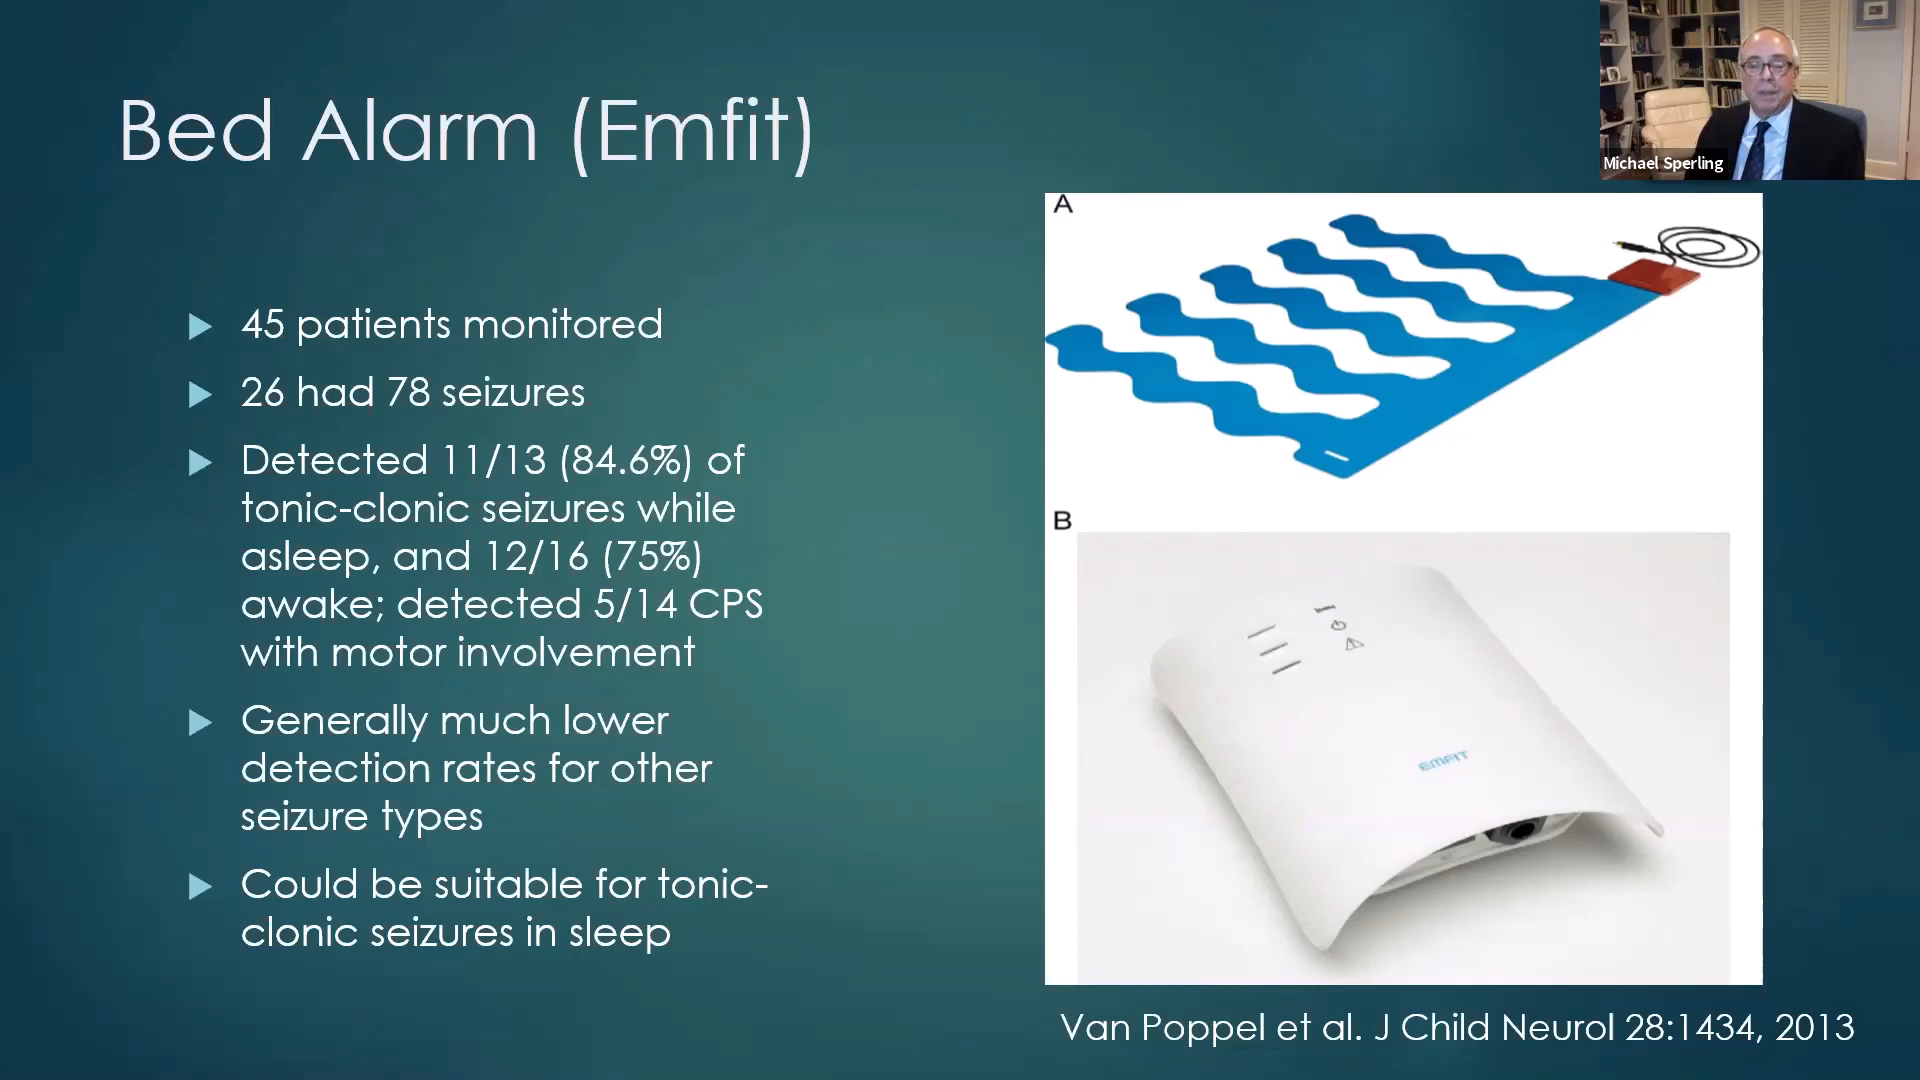 Bed Alarm (Emfit)
Michael Sperling
45 patients monitored
26 had 78 seizures
Detected 11/13 (84.6%) of
tonic-clonic seizures while
asleep, and 12/16 (75%)
awake; detected 5/14 CPS
with motor involvement
Generally much lower
detection rates for other
seizure types
Could be suitable for tonic-
clonic seizures in sleep
A
B
EMFIT
Van Poppel et al. J Child Neurol 28:1434, 2013